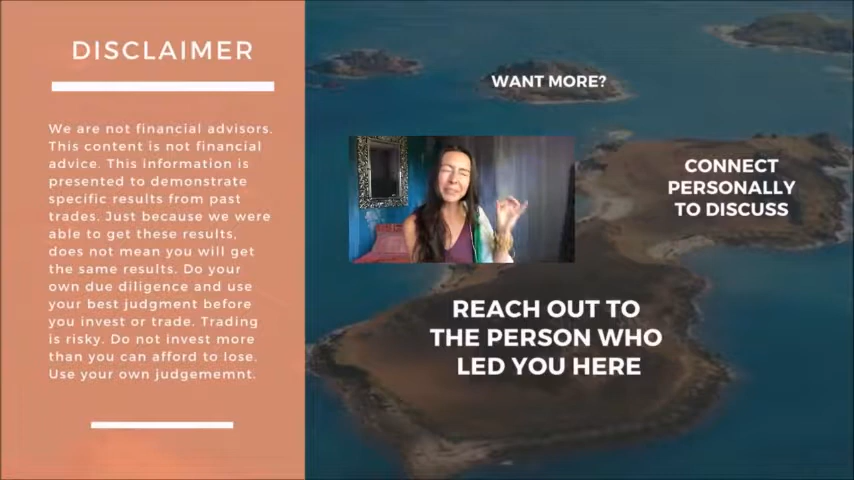 DISCLAIMER
We are not financial advisors.
This content is not financial
advice. This information is
presented to demonstrate
specific results from past
trades. Just because we were
able to get these results,
does not mean you will get
the same results. Do your
own due diligence and use
your best judgment before
you invest or trade. Trading
is risky. Do not invest more
than you can afford to lose.
Use your own judgememnt.
WANT MORE?
CONNECT
PERSONALLY
TO DISCUSS
REACH OUT TO
THE PERSON WHO
LED YOU HERE